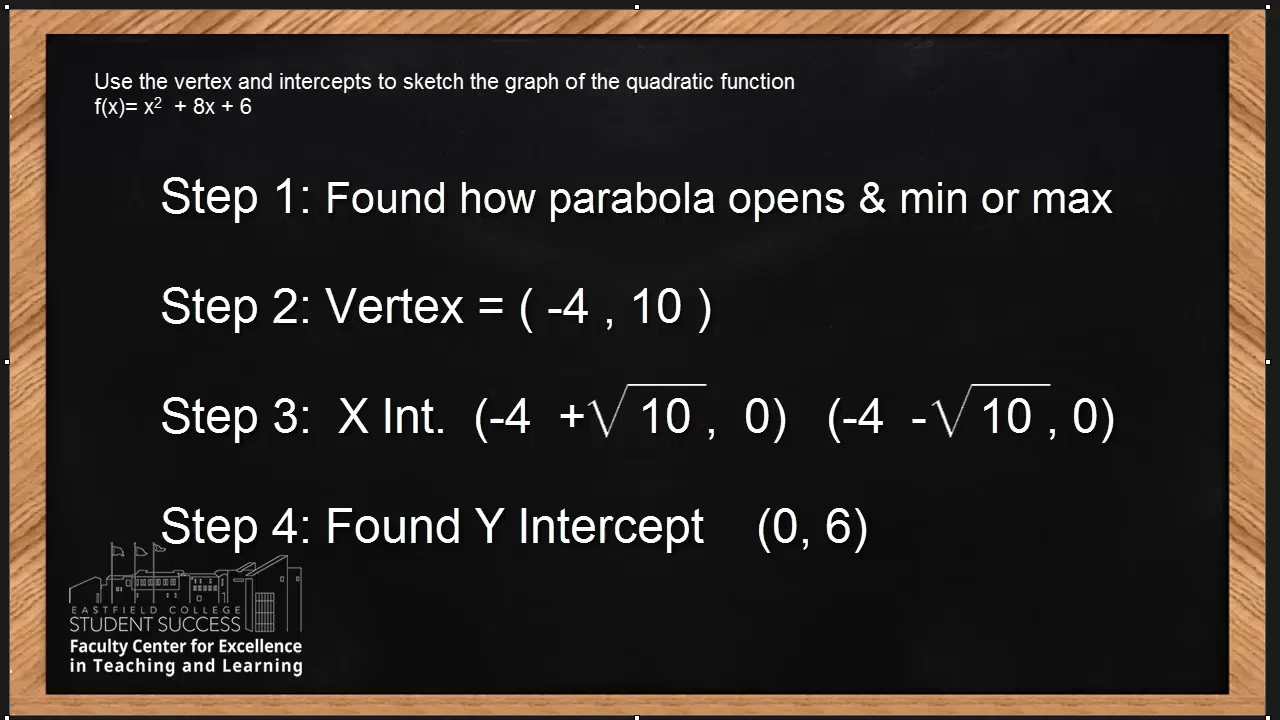 Use the vertex and intercepts to sketch the graph of the quadratic function
f(x)= x² + 8x + 6
Step 1: Found how parabola opens & min or max
Step 2: Vertex = ( -4 , 10 )
Step 3: X Int. (-4 +√10 , 0) (-4 -√10 , 0)
Step 4: Found Y Intercept (0, 6)
EASTFIELD COLLEGE
STUDENT SUCCESS
Faculty Center for Excellence
in Teaching and Learning